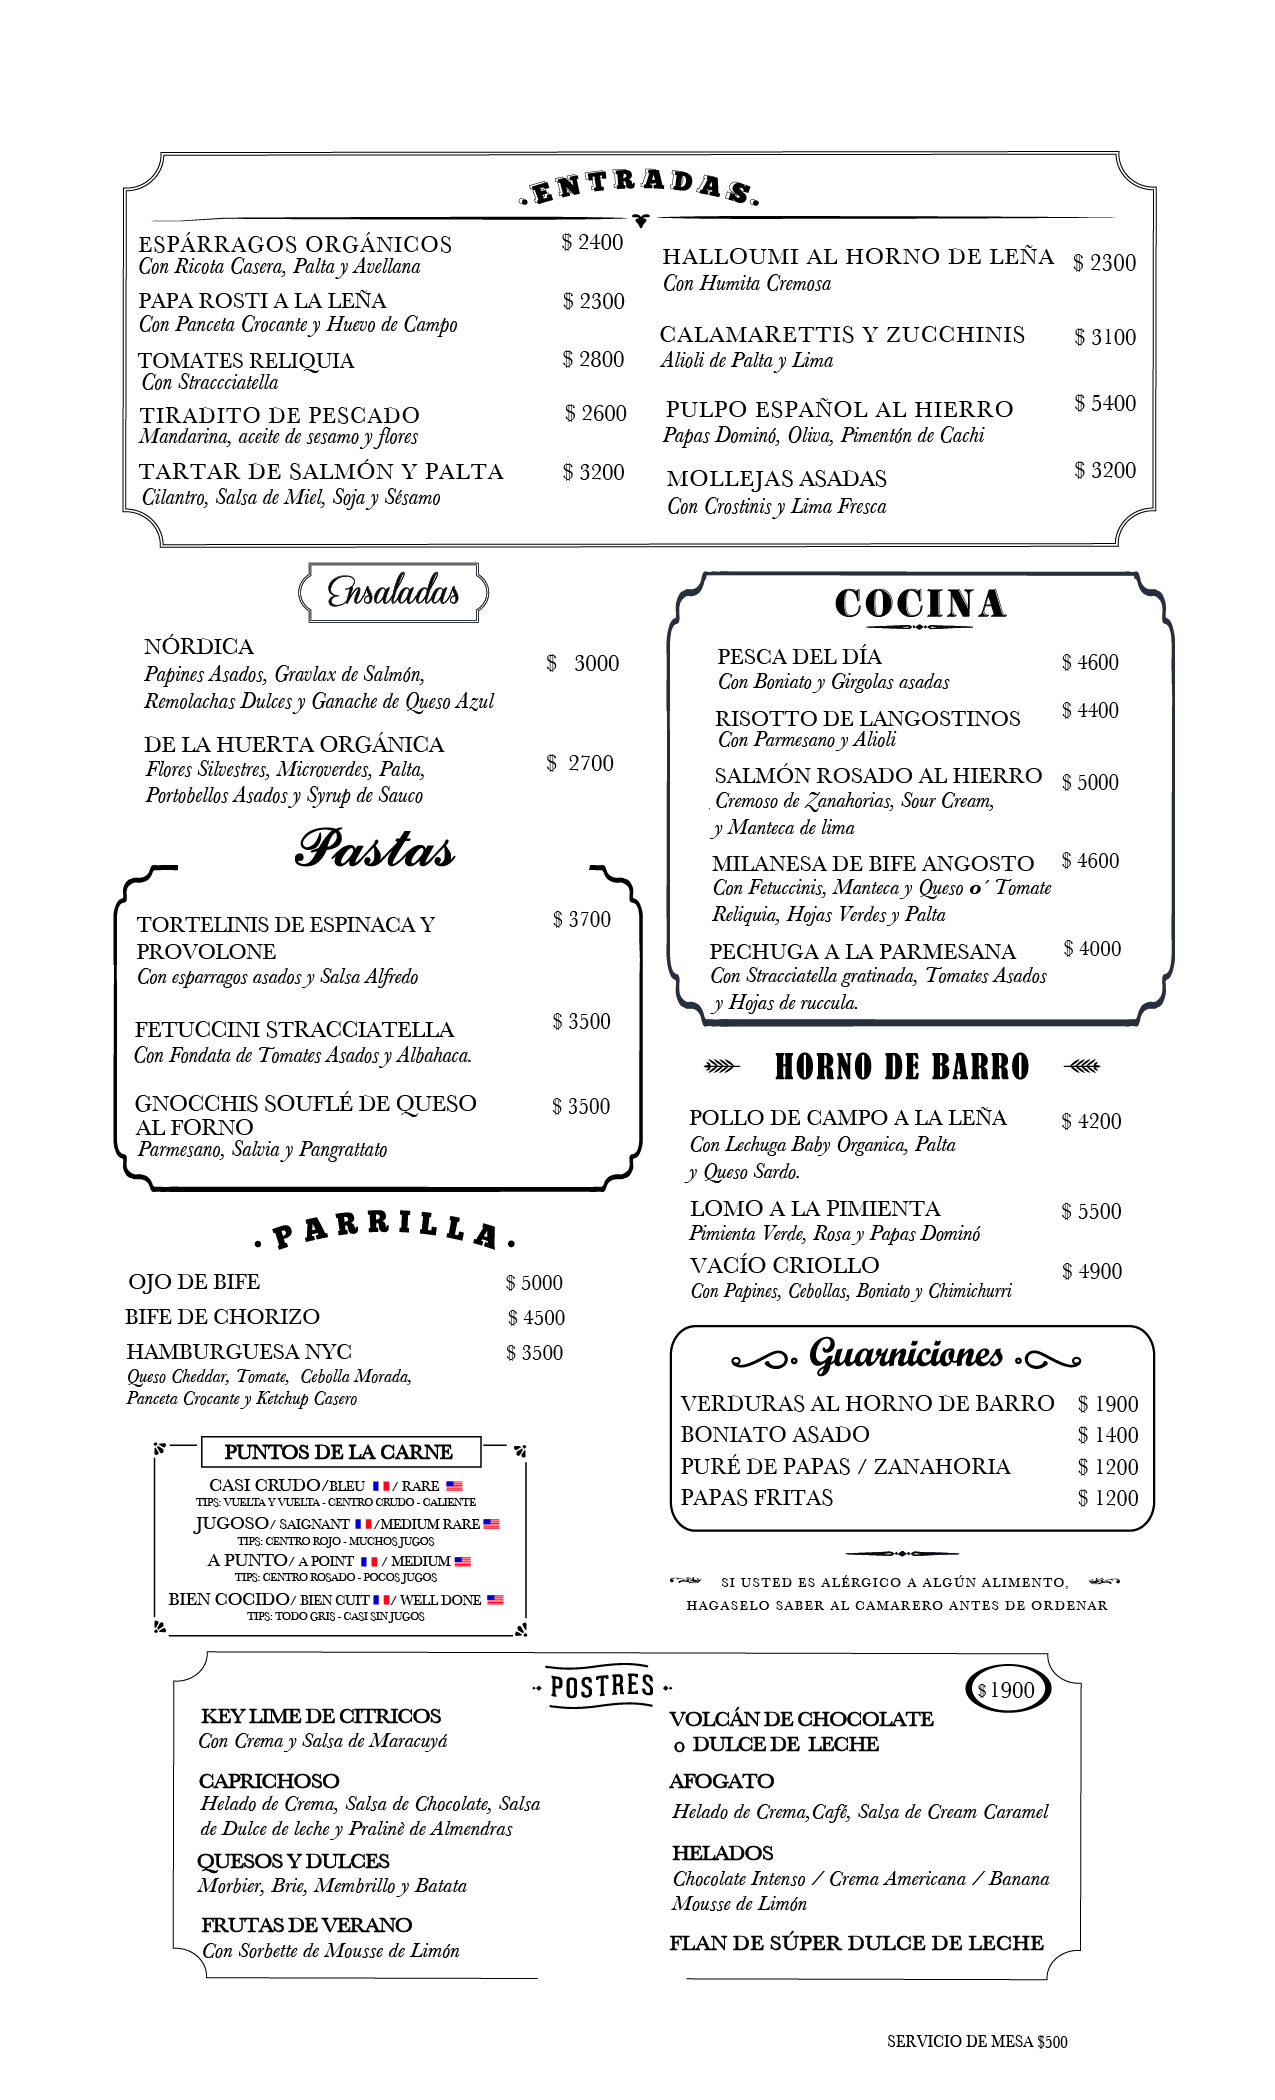 .ENTRADAS.
ESPÁRRAGOS ORGÁNICOS $ 2400
Con Ricota Casera, Palta y Avellana
PAPA ROSTI A LA LEÑA $ 2300
Con Panceta Crocante y Huevo de Campo
TOMATES RELIQUIA $ 2800
Con Straccciatella
TIRADITO DE PESCADO $ 2600
Mandarina, aceite de sesamo y flores
TARTAR DE SALMÓN Y PALTA $ 3200
Cilantro, Salsa de Miel, Soja y Sésamo
HALLOUMI AL HORNO DE LEÑA $ 2300
Con Humita Cremosa
CALAMARETTIS Y ZUCCHINIS $ 3100
Alioli de Palta y Lima
PULPO ESPAÑOL AL HIERRO $ 5400
Papas Dominó, Oliva, Pimentón de Cachi
MOLLEJAS ASADAS $ 3200
Con Crostinis y Lima Fresca
Ensaladas
NÓRDICA $ 3000
Papines Asados, Gravlax de Salmón,
Remolachas Dulces y Ganache de Queso Azul
DE LA HUERTA ORGÁNICA $ 2700
Flores Silvestres, Microverdes, Palta,
Portobellos Asados y Syrup de Sauco
Pastas
TORTELINIS DE ESPINACA Y $ 3700
PROVOLONE
Con esparragos asados y Salsa Alfredo
FETUCCINI STRACCIATELLA $ 3500
Con Fondata de Tomates Asados y Albahaca.
GNOCCHIS SOUFLÉ DE QUESO $ 3500
AL FORNO
Parmesano, Salvia y Pangrattato
. PARRILLA .
OJO DE BIFE $ 5000
BIFE DE CHORIZO $ 4500
HAMBURGUESA NYC $ 3500
Queso Cheddar, Tomate, Cebolla Morada,
Panceta Crocante y Ketchup Casero
PUNTOS DE LA CARNE
CASI CRUDO/BLEU / RARE
TIPS: VUELTA Y VUELTA - CENTRO CRUDO - CALIENTE
JUGOSO/ SAIGNANT /MEDIUM RARE
TIPS: CENTRO ROJO - MUCHOS JUGOS
A PUNTO/ A POINT / MEDIUM
TIPS: CENTRO ROSADO - POCOS JUGOS
BIEN COCIDO/ BIEN CUIT / WELL DONE
TIPS: TODO GRIS - CASI SIN JUGOS
COCINA
PESCA DEL DÍA $ 4600
Con Boniato y Girgolas asadas
RISOTTO DE LANGOSTINOS $ 4400
Con Parmesano y Alioli
SALMÓN ROSADO AL HIERRO $ 5000
Cremoso de Zanahorias, Sour Cream,
y Manteca de lima
MILANESA DE BIFE ANGOSTO $ 4600
Con Fetuccinis, Manteca y Queso o´ Tomate
Reliquia, Hojas Verdes y Palta
PECHUGA A LA PARMESANA $ 4000
Con Stracciatella gratinada, Tomates Asados
y Hojas de ruccula.
HORNO DE BARRO
POLLO DE CAMPO A LA LEÑA $ 4200
Con Lechuga Baby Organica, Palta
y Queso Sardo.
LOMO A LA PIMIENTA $ 5500
Pimienta Verde, Rosa y Papas Dominó
VACÍO CRIOLLO $ 4900
Con Papines, Cebollas, Boniato y Chimichurri
Guarniciones
VERDURAS AL HORNO DE BARRO $ 1900
BONIATO ASADO $ 1400
PURÉ DE PAPAS / ZANAHORIA $ 1200
PAPAS FRITAS $ 1200
SI USTED ES ALÉRGICO A ALGÚN ALIMENTO,
HAGASELO SABER AL CAMARERO ANTES DE ORDENAR
POSTRES
$ 1900
KEY LIME DE CITRICOS
Con Crema y Salsa de Maracuyá
CAPRICHOSO
Helado de Crema, Salsa de Chocolate, Salsa
de Dulce de leche y Pralinè de Almendras
QUESOS Y DULCES
Morbier, Brie, Membrillo y Batata
FRUTAS DE VERANO
Con Sorbette de Mousse de Limón
VOLCÁN DE CHOCOLATE
o DULCE DE LECHE
AFOGATO
Helado de Crema,Café, Salsa de Cream Caramel
HELADOS
Chocolate Intenso / Crema Americana / Banana
Mousse de Limón
FLAN DE SÚPER DULCE DE LECHE
SERVICIO DE MESA $500